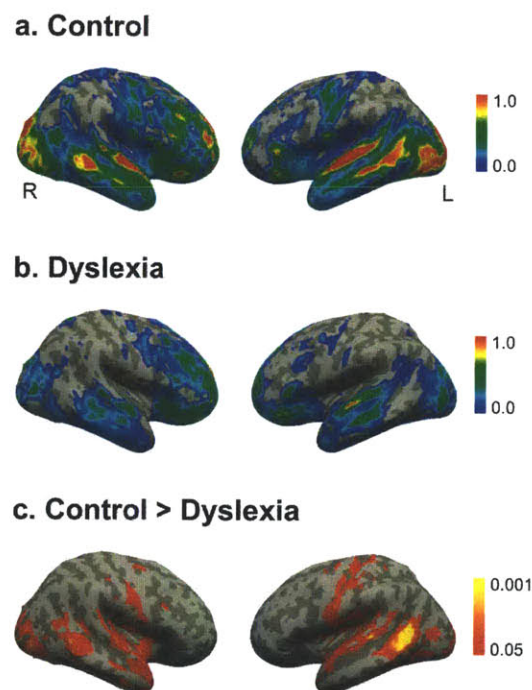 a. Control
1.0
0.0
R
L
b. Dyslexia
1.0
0.0
c. Control > Dyslexia
0.001
0.05